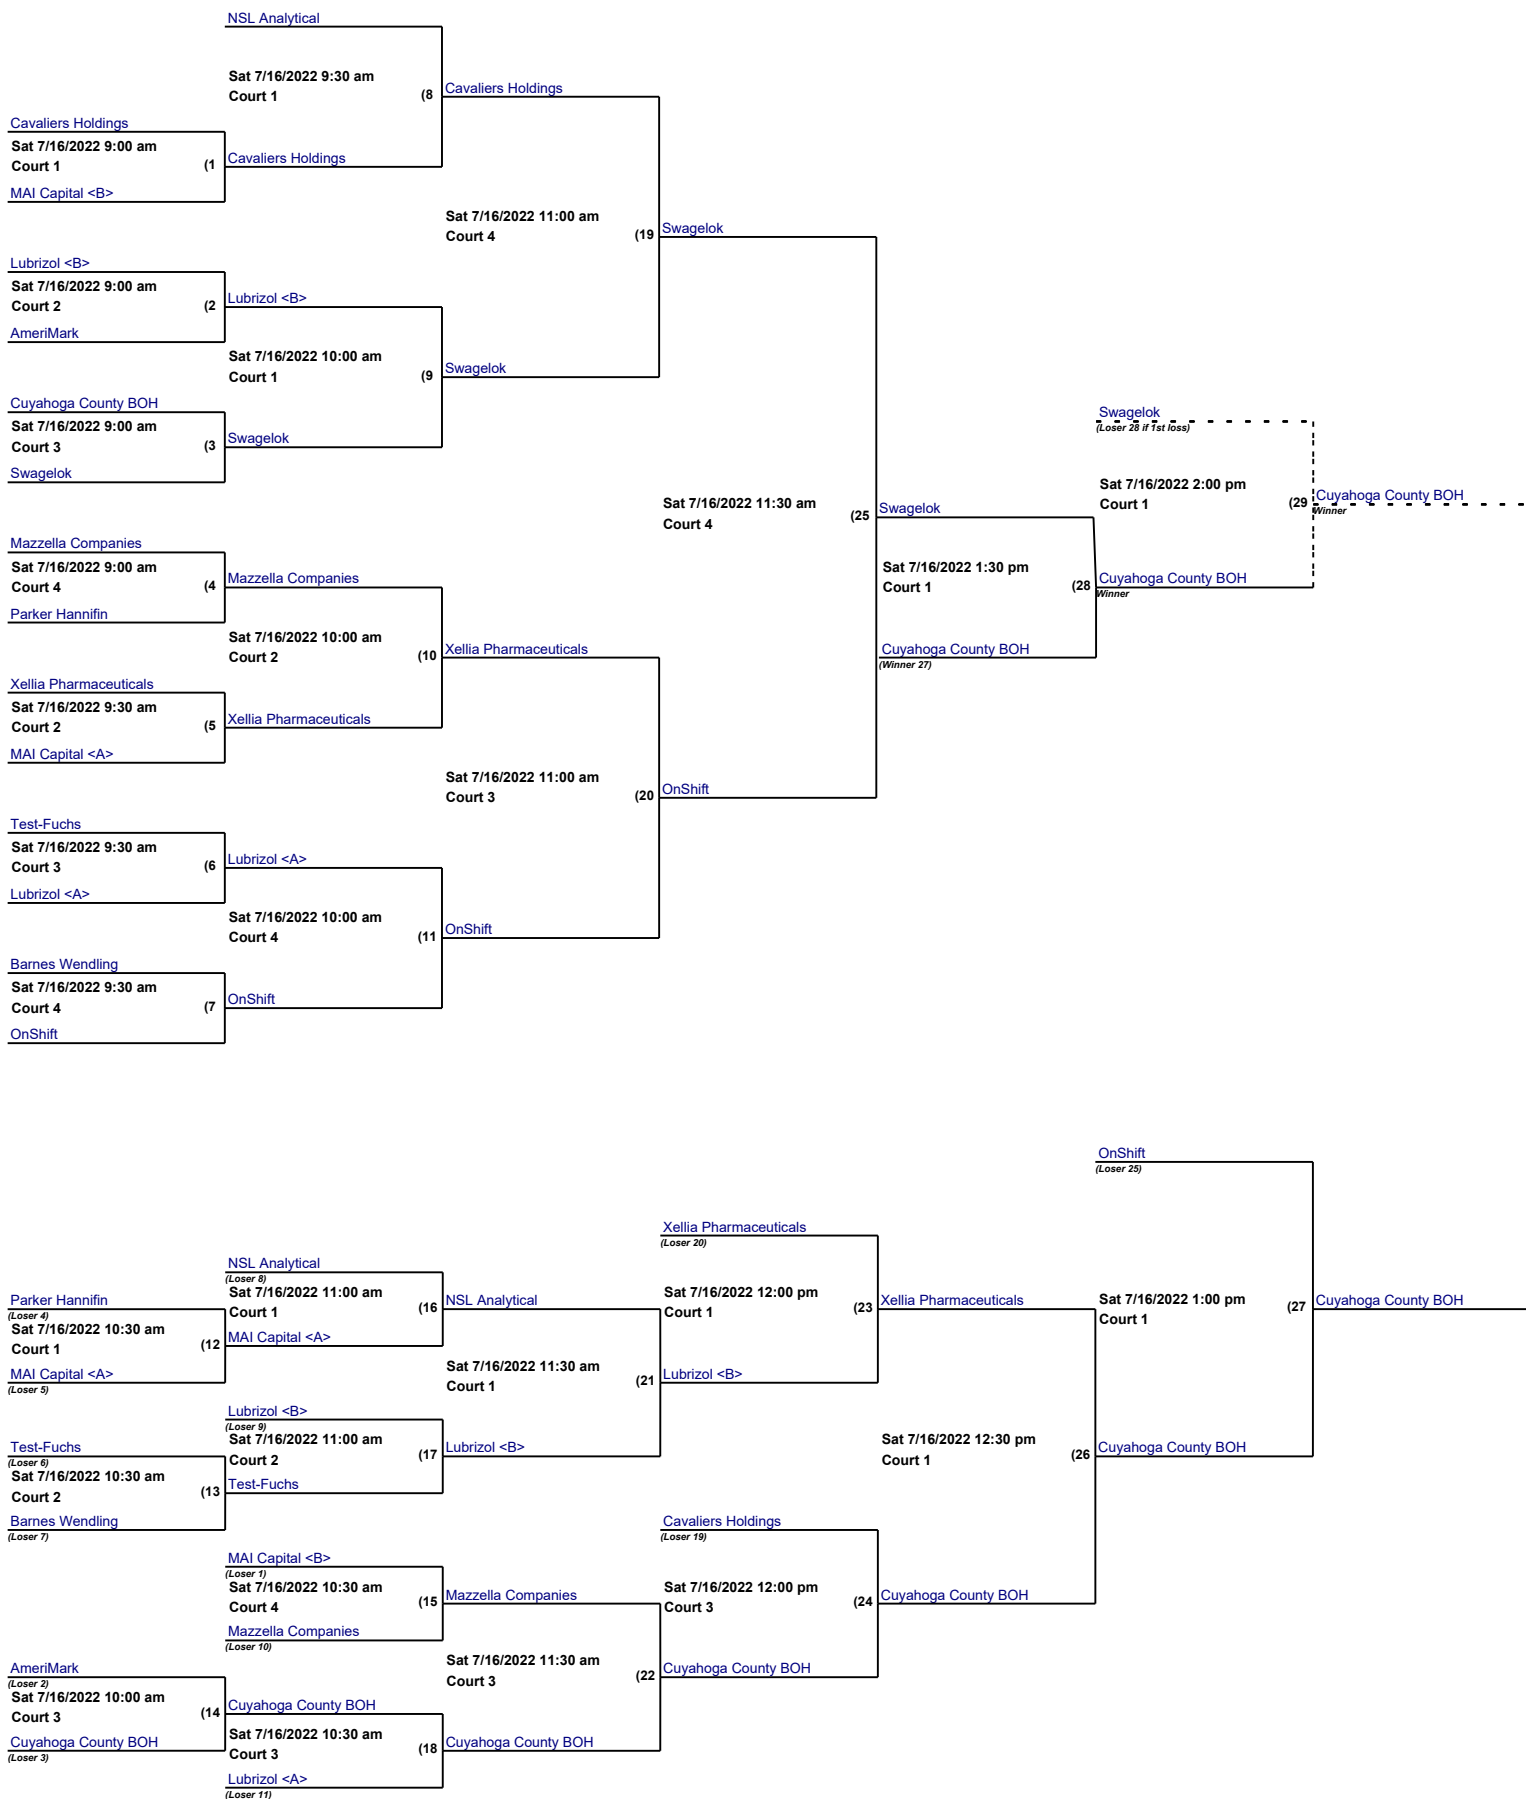 NSL Analytical
Sat 7/16/2022 9:30 am
Court 1
(8
Cavaliers Holdings
Cavaliers Holdings
Sat 7/16/2022 9:00 am
Court 1
(1
Cavaliers Holdings
MAI Capital <B>
Sat 7/16/2022 11:00 am
Court 4
(19
Swagelok
Lubrizol <B>
Sat 7/16/2022 9:00 am
Court 2
(2
Lubrizol <B>
AmeriMark
Sat 7/16/2022 10:00 am
Court 1
(9
Swagelok
Cuyahoga County BOH
Sat 7/16/2022 9:00 am
Court 3
(3
Swagelok
Swagelok
Swagelok
(Loser 28 if 1st loss)
Sat 7/16/2022 2:00 pm
Court 1
(29
Cuyahoga County BOH
Winner
Sat 7/16/2022 11:30 am
Court 4
(25
Swagelok
Mazzella Companies
Sat 7/16/2022 9:00 am
Court 4
(4
Mazzella Companies
Parker Hannifin
Sat 7/16/2022 1:30 pm
Court 1
(28
Cuyahoga County BOH
Winner
Sat 7/16/2022 10:00 am
Court 2
(10
Xellia Pharmaceuticals
Cuyahoga County BOH
(Winner 27)
Xellia Pharmaceuticals
Sat 7/16/2022 9:30 am
Court 2
(5
Xellia Pharmaceuticals
MAI Capital <A>
Sat 7/16/2022 11:00 am
Court 3
(20
OnShift
Test-Fuchs
Sat 7/16/2022 9:30 am
Court 3
(6
Lubrizol <A>
Lubrizol <A>
Sat 7/16/2022 10:00 am
Court 4
(11
OnShift
Barnes Wendling
Sat 7/16/2022 9:30 am
Court 4
(7
OnShift
OnShift
OnShift
(Loser 25)
Xellia Pharmaceuticals
(Loser 20)
NSL Analytical
(Loser 8)
Sat 7/16/2022 11:00 am
Court 1
(16
NSL Analytical
Parker Hannifin
(Loser 4)
Sat 7/16/2022 10:30 am
Court 1
(12
MAI Capital <A>
MAI Capital <A>
(Loser 5)
Sat 7/16/2022 12:00 pm
Court 1
(23
Xellia Pharmaceuticals
Sat 7/16/2022 1:00 pm
Court 1
(27
Cuyahoga County BOH
Sat 7/16/2022 11:30 am
Court 1
(21
Lubrizol <B>
Lubrizol <B>
(Loser 9)
Sat 7/16/2022 11:00 am
Court 2
(17
Lubrizol <B>
Test-Fuchs
(Loser 6)
Sat 7/16/2022 10:30 am
Court 2
(13
Test-Fuchs
Barnes Wendling
(Loser 7)
Sat 7/16/2022 12:30 pm
Court 1
(26
Cuyahoga County BOH
Cavaliers Holdings
(Loser 19)
MAI Capital <B>
(Loser 1)
Sat 7/16/2022 10:30 am
Court 4
(15
Mazzella Companies
Mazzella Companies
(Loser 10)
Sat 7/16/2022 12:00 pm
Court 3
(24
Cuyahoga County BOH
Sat 7/16/2022 11:30 am
Court 3
(22
Cuyahoga County BOH
AmeriMark
(Loser 2)
Sat 7/16/2022 10:00 am
Court 3
(14
Cuyahoga County BOH
Cuyahoga County BOH
(Loser 3)
Sat 7/16/2022 10:30 am
Court 3
(18
Cuyahoga County BOH
Lubrizol <A>
(Loser 11)